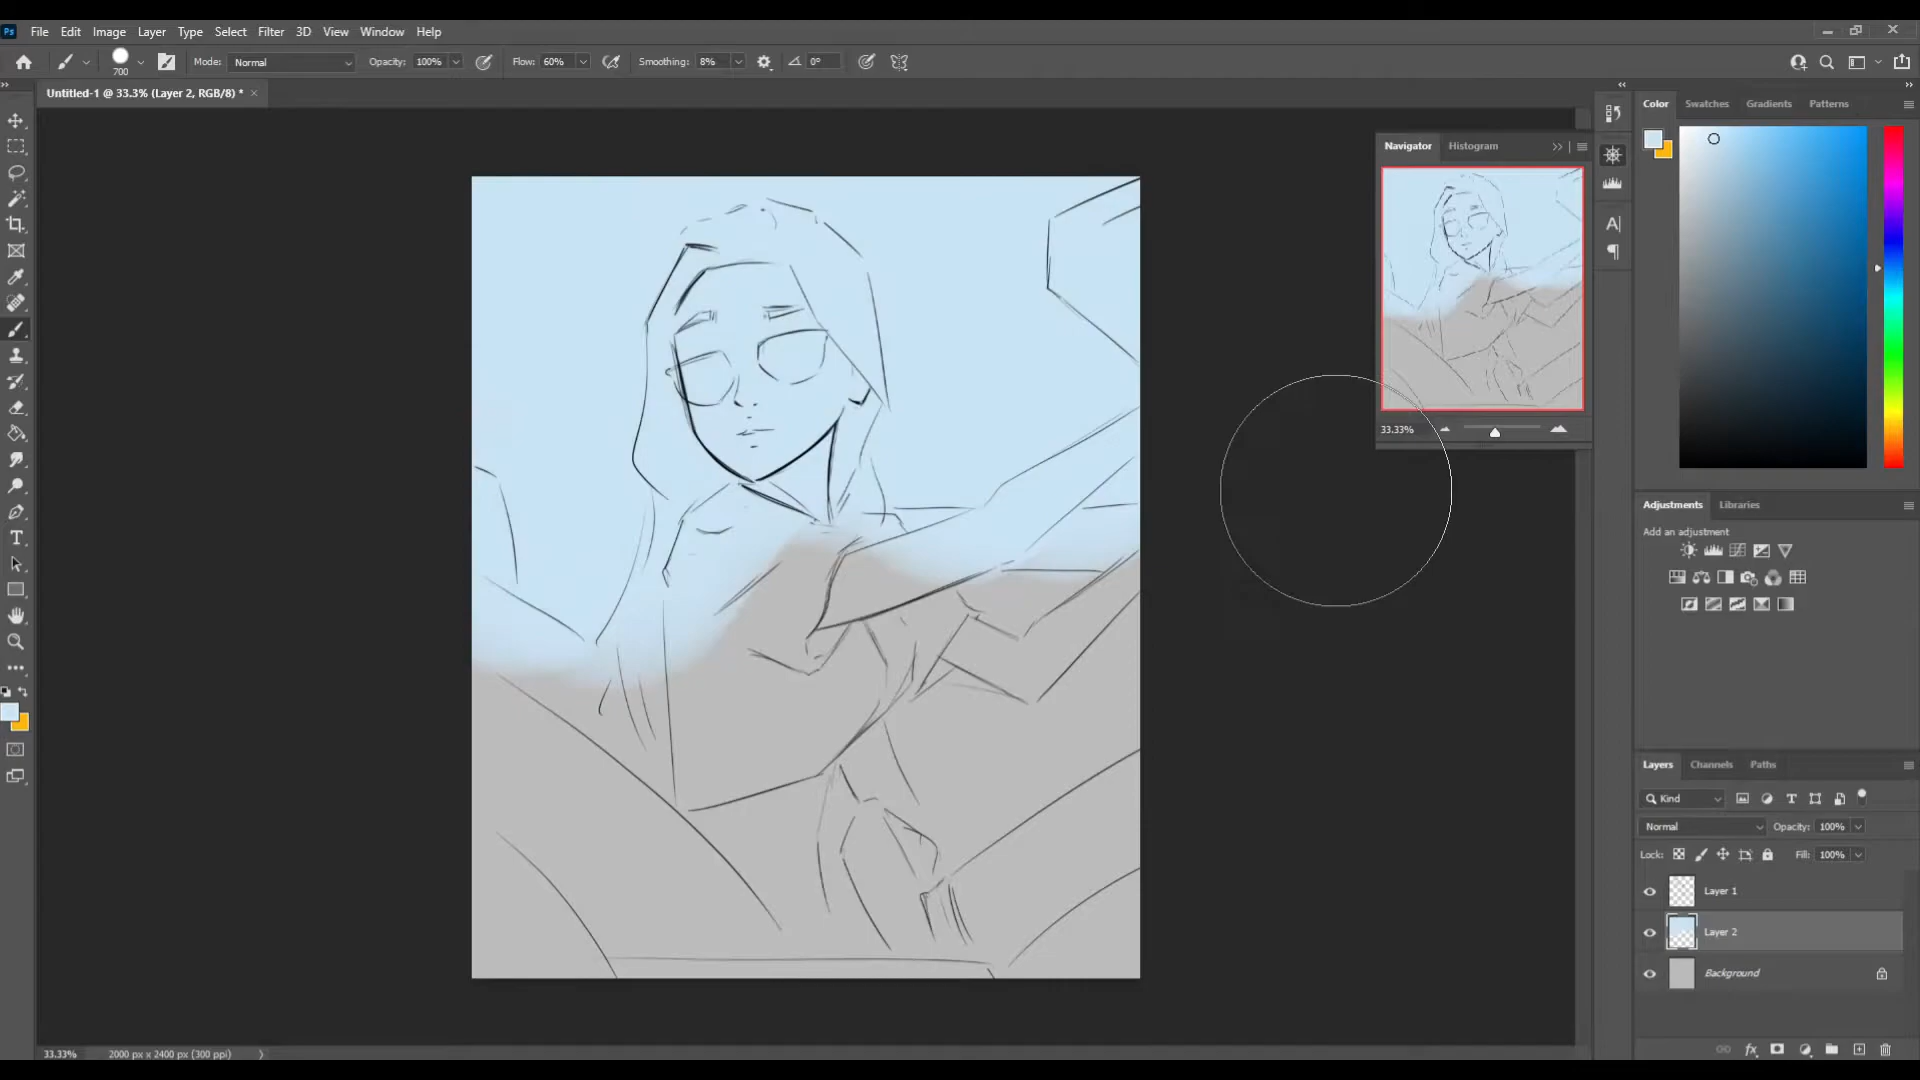 Ps File Edit Image Layer Type Select Filter 3D View Window Help
700 Mode: Normal Opacity: 100% Flow: 60% Smoothing: 8% 0°
Untitled-1 @ 33.3% (Layer 2, RGB/8) * ×
Color Swatches Gradients Patterns
Navigator Histogram
33.33%
Adjustments Libraries
Add an adjustment
Layers Channels Paths
Kind
Normal Opacity: 100%
Lock: Fill: 100%
Layer 1
Layer 2
Background
33.33% 2000 px x 2400 px (300 ppi)